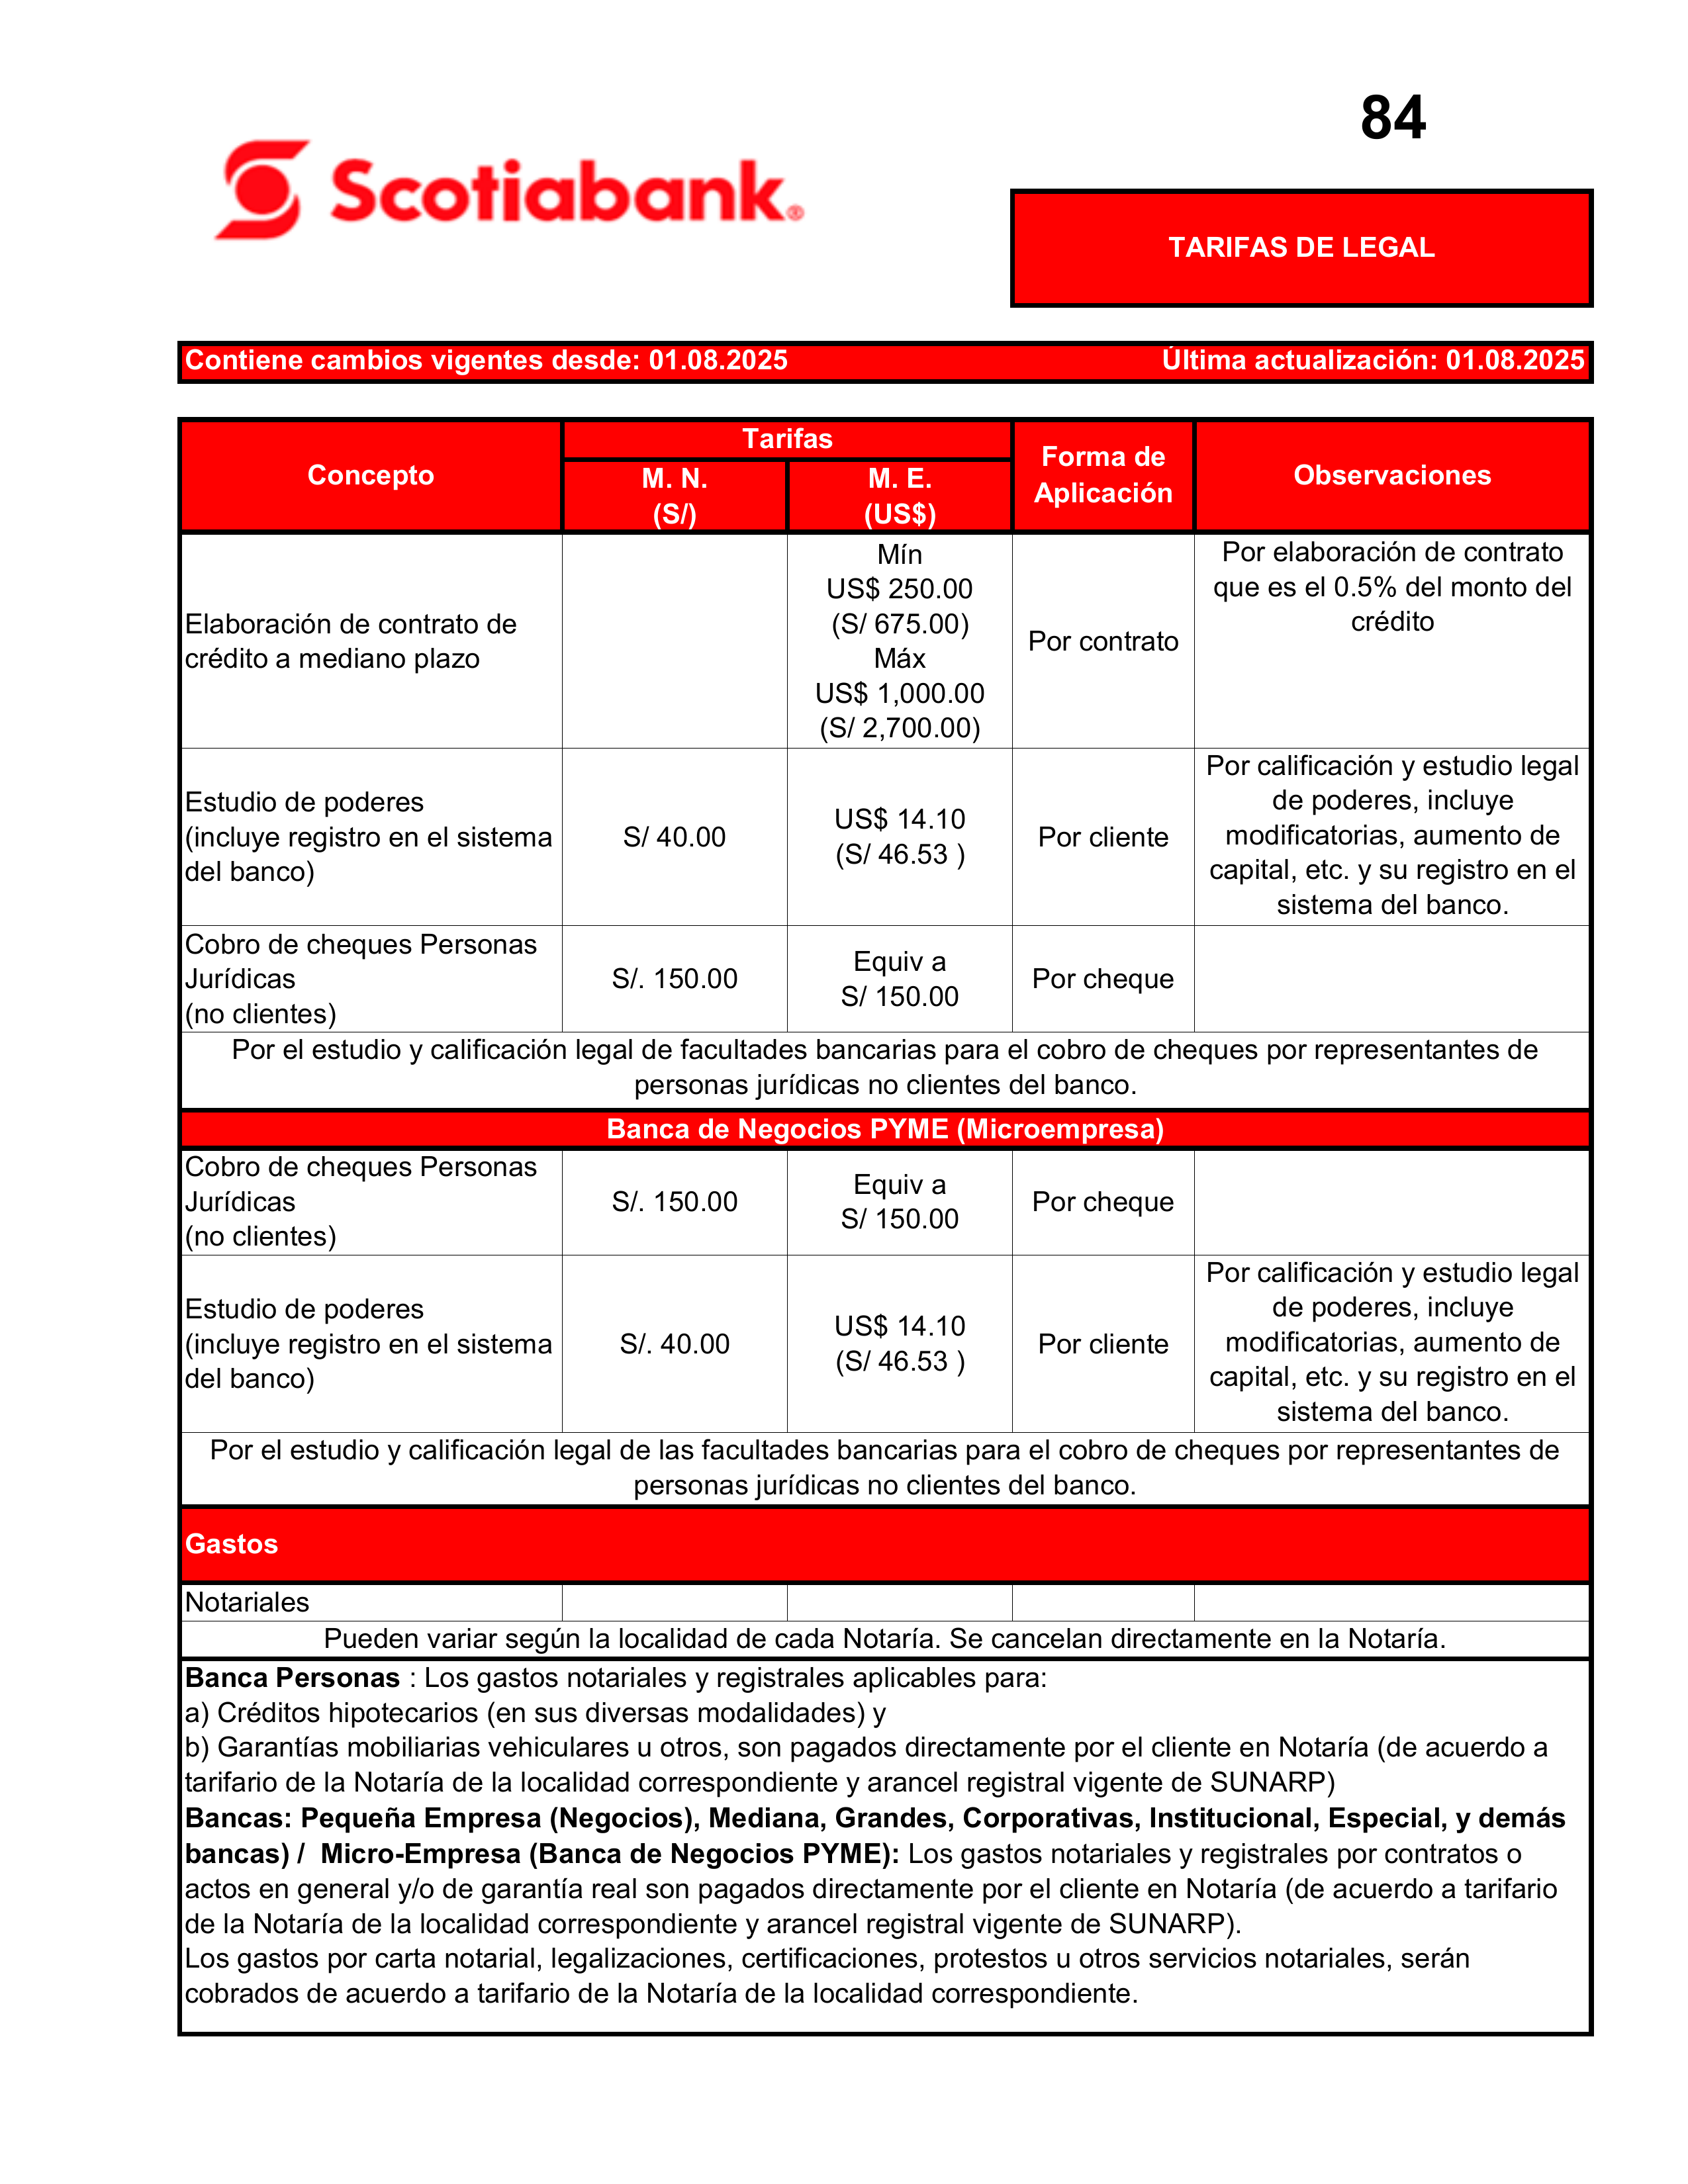 84
Scotiabank®
TARIFAS DE LEGAL
Contiene cambios vigentes desde: 01.08.2025 Última actualización: 01.08.2025
Concepto
Tarifas
M. N.
(S/)
M. E.
(US$)
Forma de
Aplicación
Observaciones
Elaboración de contrato de
crédito a mediano plazo
Mín
US$ 250.00
(S/ 675.00)
Máx
US$ 1,000.00
(S/ 2,700.00)
Por contrato
Por elaboración de contrato
que es el 0.5% del monto del
crédito
Estudio de poderes
(incluye registro en el sistema
del banco)
S/ 40.00
US$ 14.10
(S/ 46.53 )
Por cliente
Por calificación y estudio legal
de poderes, incluye
modificatorias, aumento de
capital, etc. y su registro en el
sistema del banco.
Cobro de cheques Personas
Jurídicas
(no clientes)
S/. 150.00
Equiv a
S/ 150.00
Por cheque
Por el estudio y calificación legal de facultades bancarias para el cobro de cheques por representantes de
personas jurídicas no clientes del banco.
Banca de Negocios PYME (Microempresa)
Cobro de cheques Personas
Jurídicas
(no clientes)
S/. 150.00
Equiv a
S/ 150.00
Por cheque
Estudio de poderes
(incluye registro en el sistema
del banco)
S/. 40.00
US$ 14.10
(S/ 46.53 )
Por cliente
Por calificación y estudio legal
de poderes, incluye
modificatorias, aumento de
capital, etc. y su registro en el
sistema del banco.
Por el estudio y calificación legal de las facultades bancarias para el cobro de cheques por representantes de
personas jurídicas no clientes del banco.
Gastos
Notariales
Pueden variar según la localidad de cada Notaría. Se cancelan directamente en la Notaría.
Banca Personas : Los gastos notariales y registrales aplicables para:
a) Créditos hipotecarios (en sus diversas modalidades) y
b) Garantías mobiliarias vehiculares u otros, son pagados directamente por el cliente en Notaría (de acuerdo a
tarifario de la Notaría de la localidad correspondiente y arancel registral vigente de SUNARP)
Bancas: Pequeña Empresa (Negocios), Mediana, Grandes, Corporativas, Institucional, Especial, y demás
bancas) / Micro-Empresa (Banca de Negocios PYME): Los gastos notariales y registrales por contratos o
actos en general y/o de garantía real son pagados directamente por el cliente en Notaría (de acuerdo a tarifario
de la Notaría de la localidad correspondiente y arancel registral vigente de SUNARP).
Los gastos por carta notarial, legalizaciones, certificaciones, protestos u otros servicios notariales, serán
cobrados de acuerdo a tarifario de la Notaría de la localidad correspondiente.